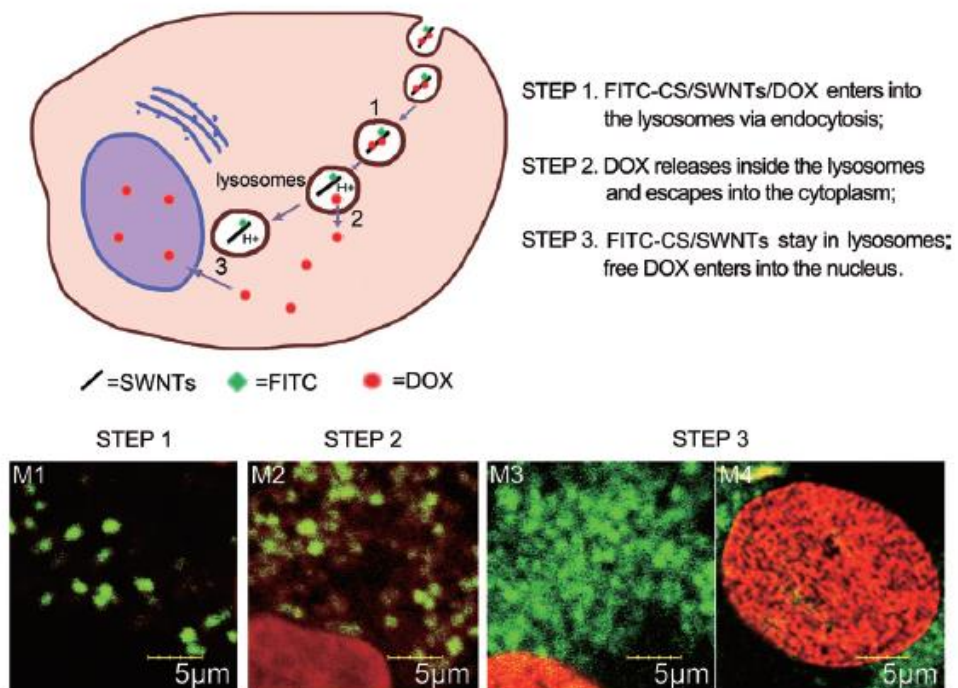 STEP 1. FITC-CS/SWNTs/DOX enters into
the lysosomes via endocytosis;
STEP 2. DOX releases inside the lysosomes
and escapes into the cytoplasm;
STEP 3. FITC-CS/SWNTs stay in lysosomes;
free DOX enters into the nucleus.
1
lysosomes
H+
2
H+
3
=SWNTs =FITC =DOX
STEP 1 STEP 2 STEP 3
M1 M2 M3 M4
5µm 5µm 5µm 5µm